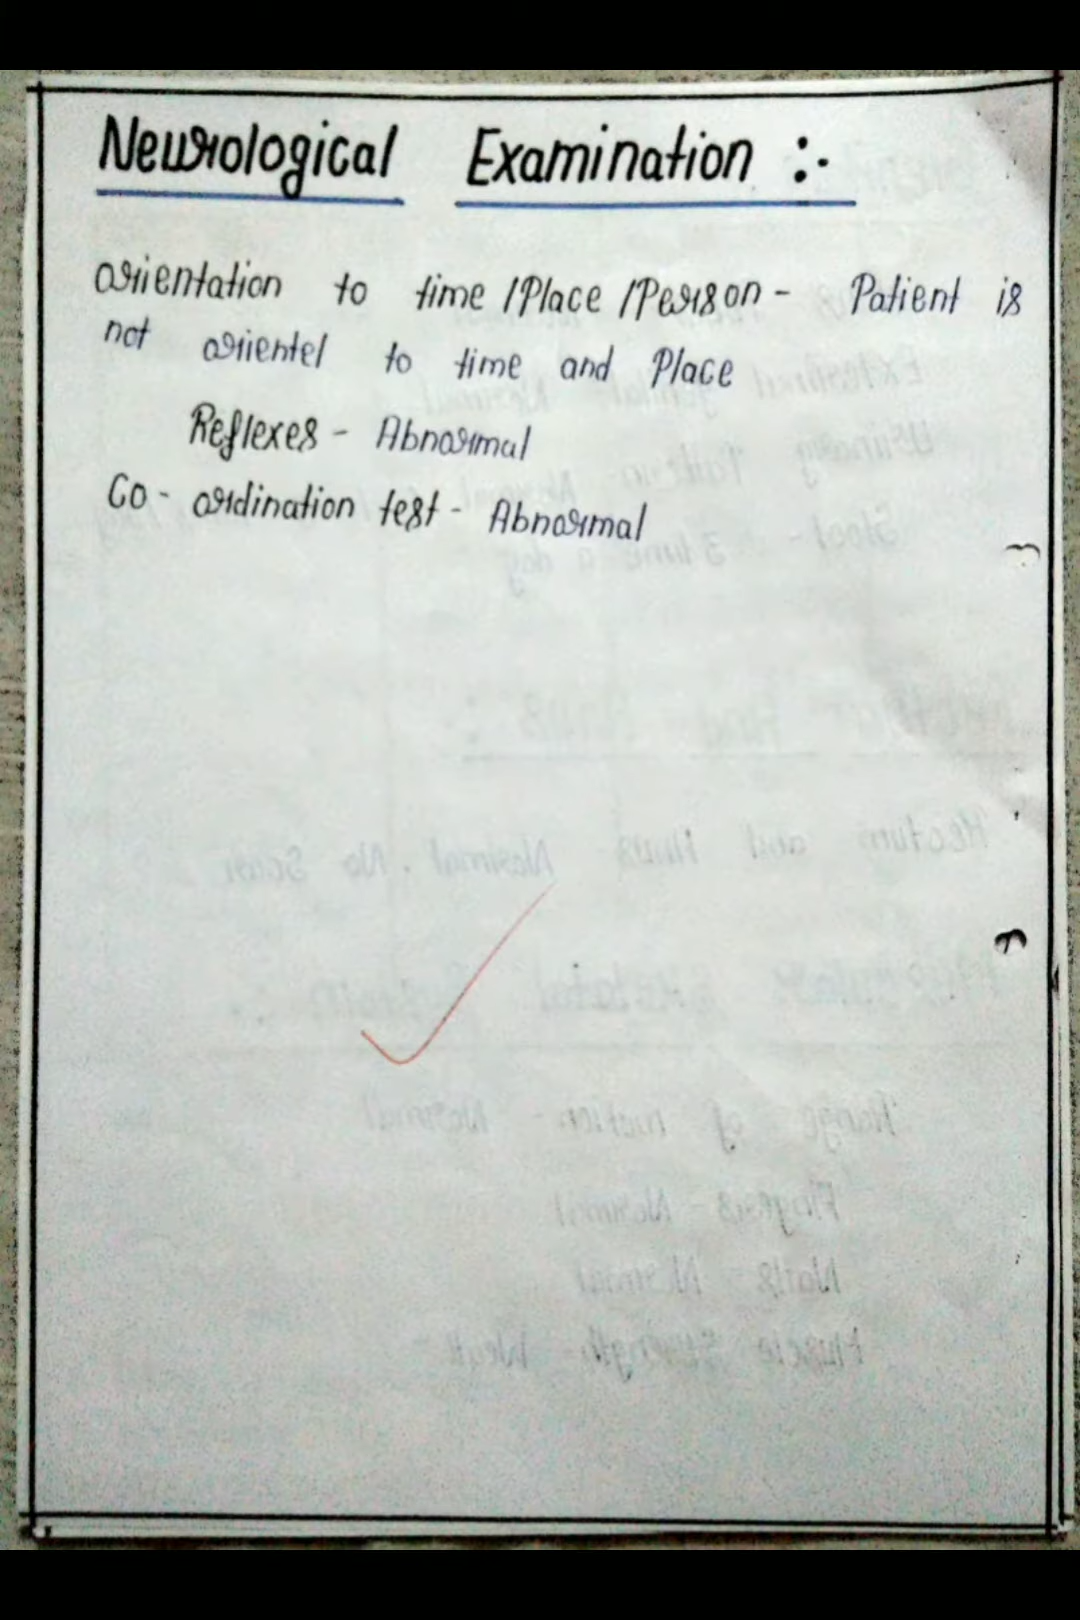 Neurological Examination :-
orientation to time /Place /Person - Patient is
not orientel to time and Place
Reflexes - Abnormal
Co - ordination test - Abnormal